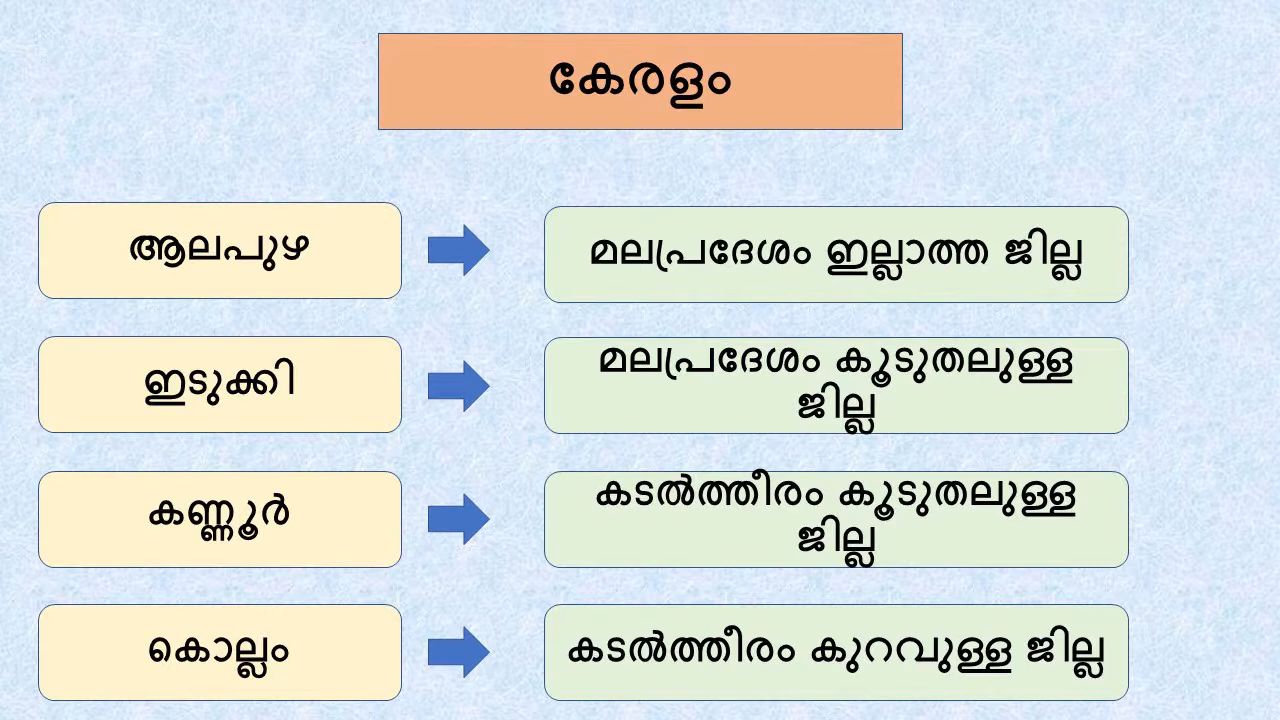 കേരളം
ആലപുഴ
മലപ്രദേശം ഇല്ലാത്ത ജില്ല
ഇടുക്കി
മലപ്രദേശം കൂടുതലുള്ള
ജില്ല
കണ്ണൂർ
കടൽത്തീരം കൂടുതലുള്ള
ജില്ല
കൊല്ലം
കടൽത്തീരം കുറവുള്ള ജില്ല